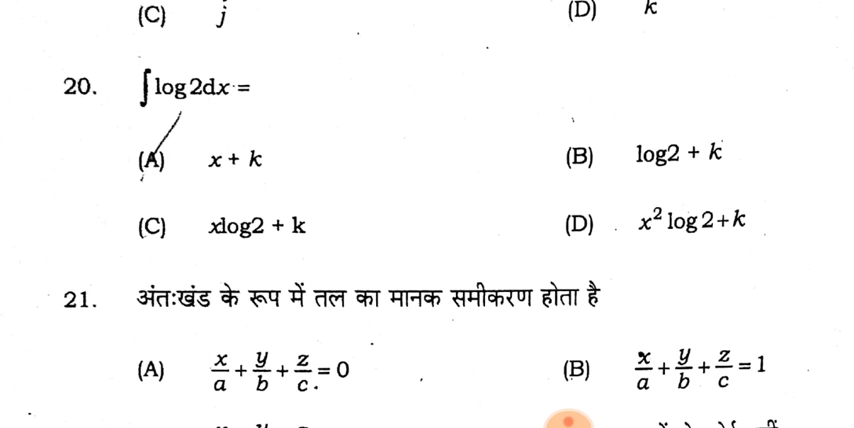 (C) j (D) k
20. ∫ log 2dx =
(A) x + k (B) log2 + k
(C) xlog2 + k (D) x² log 2 + k
21. अंतःखंड के रूप में तल का मानक समीकरण होता है
(A) x/a + y/b + z/c = 0 (B) x/a + y/b + z/c = 1